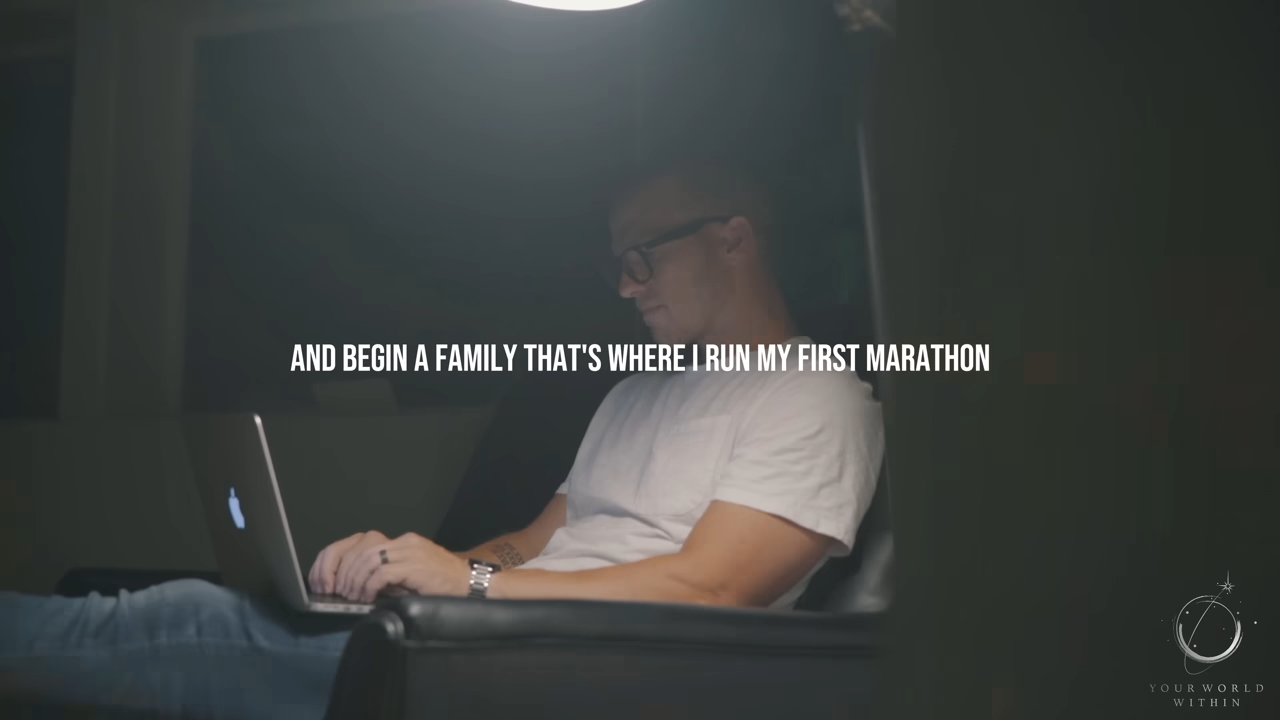 AND BEGIN A FAMILY THAT'S WHERE I RUN MY FIRST MARATHON
YOUR WORLD
WITHIN